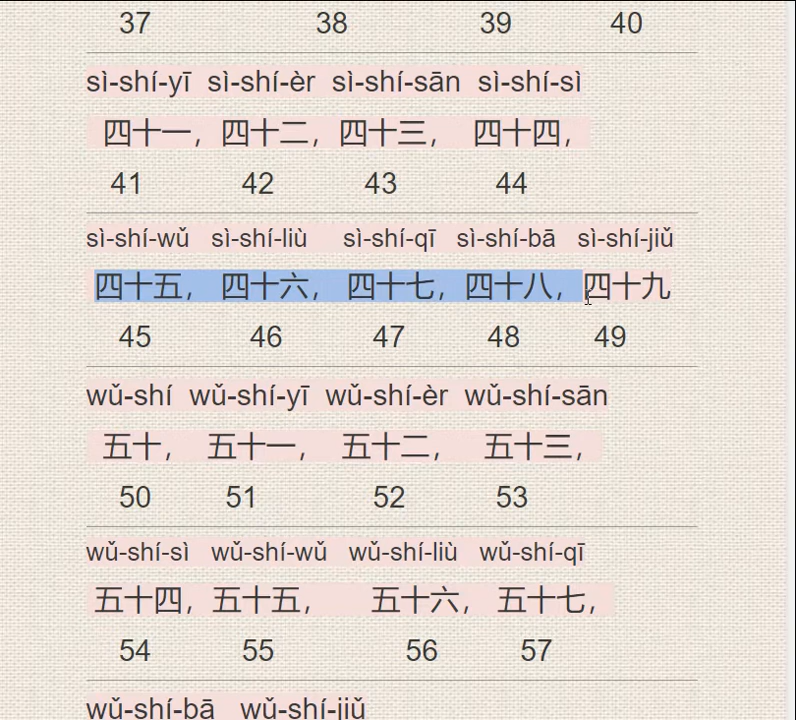 37 38 39 40
sì-shí-yī sì-shí-èr sì-shí-sān sì-shí-sì
四十一, 四十二, 四十三, 四十四,
41 42 43 44
sì-shí-wǔ sì-shí-liù sì-shí-qī sì-shí-bā sì-shí-jiǔ
四十五, 四十六, 四十七, 四十八, 四十九
45 46 47 48 49
wǔ-shí wǔ-shí-yī wǔ-shí-èr wǔ-shí-sān
五十, 五十一, 五十二, 五十三,
50 51 52 53
wǔ-shí-sì wǔ-shí-wǔ wǔ-shí-liù wǔ-shí-qī
五十四, 五十五, 五十六, 五十七,
54 55 56 57
wǔ-shí-bā wǔ-shí-jiǔ